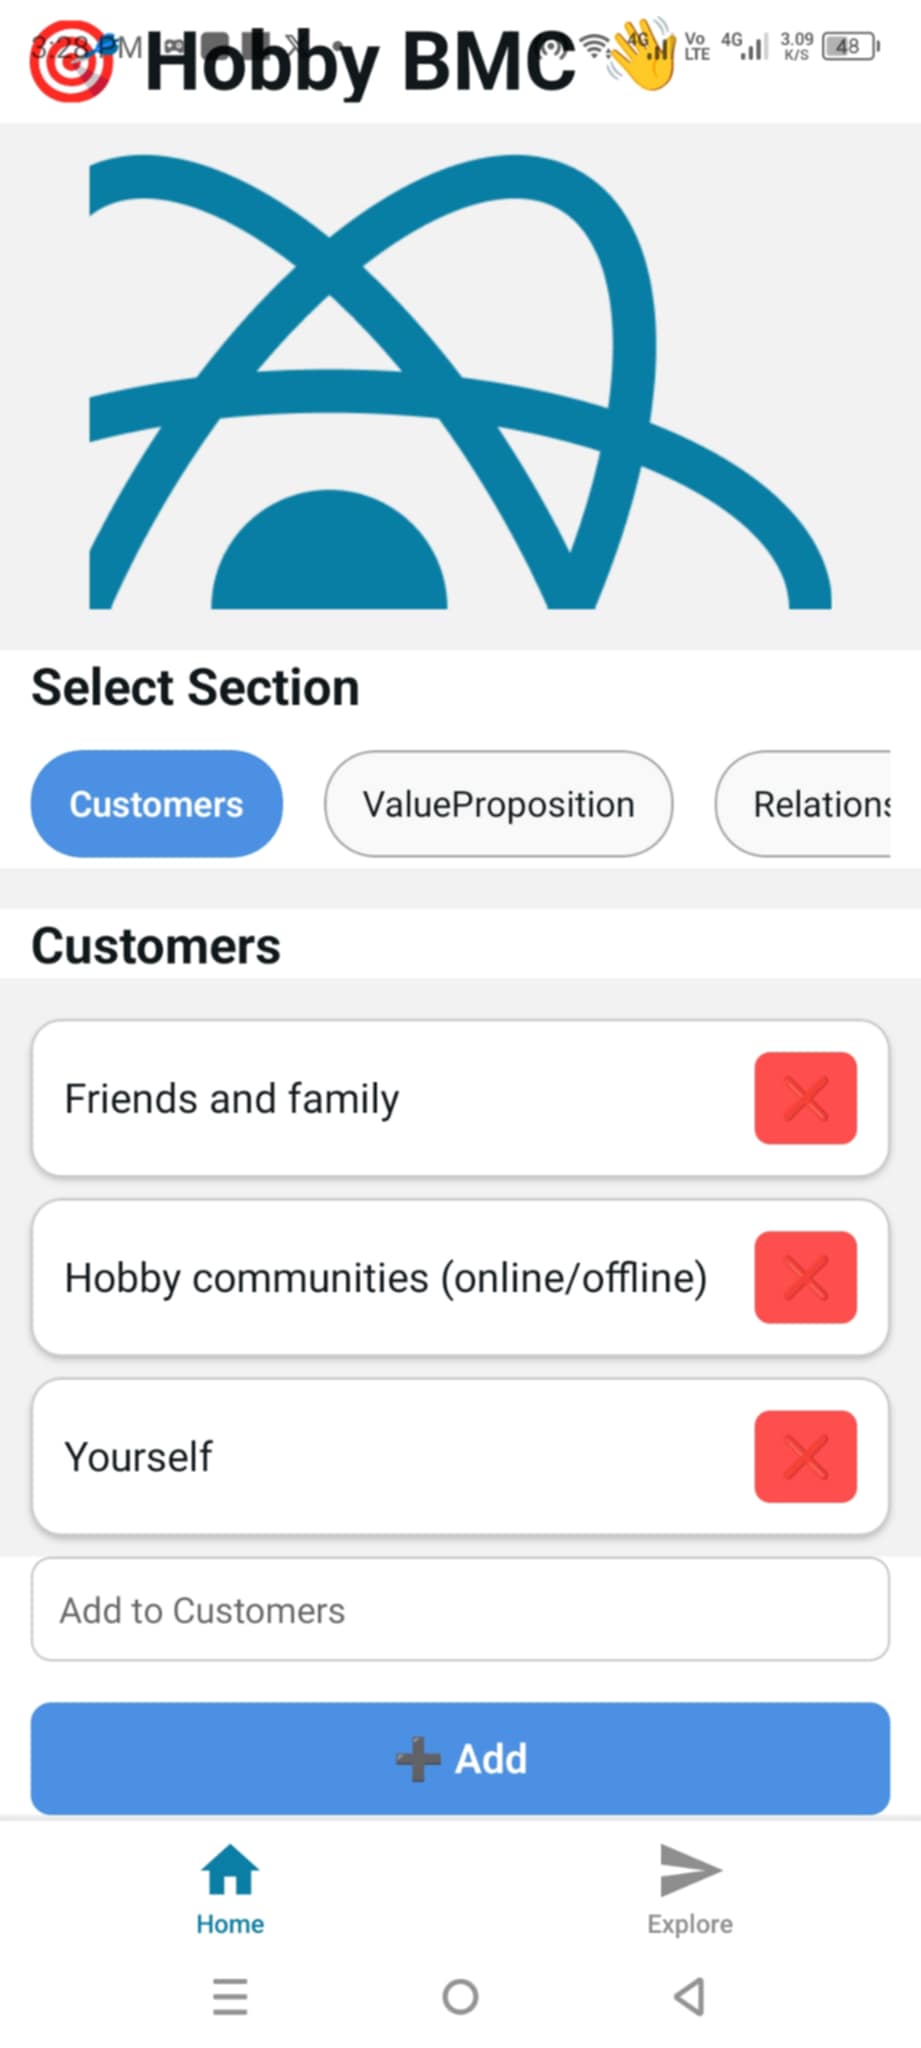 3:28 PM
Hobby BMC
4G
Vo
LTE
4G
3.09
K/S
48
Select Section
Customers
ValueProposition
Relations
Customers
Friends and family
Hobby communities (online/offline)
Yourself
Add to Customers
Add
Home
Explore